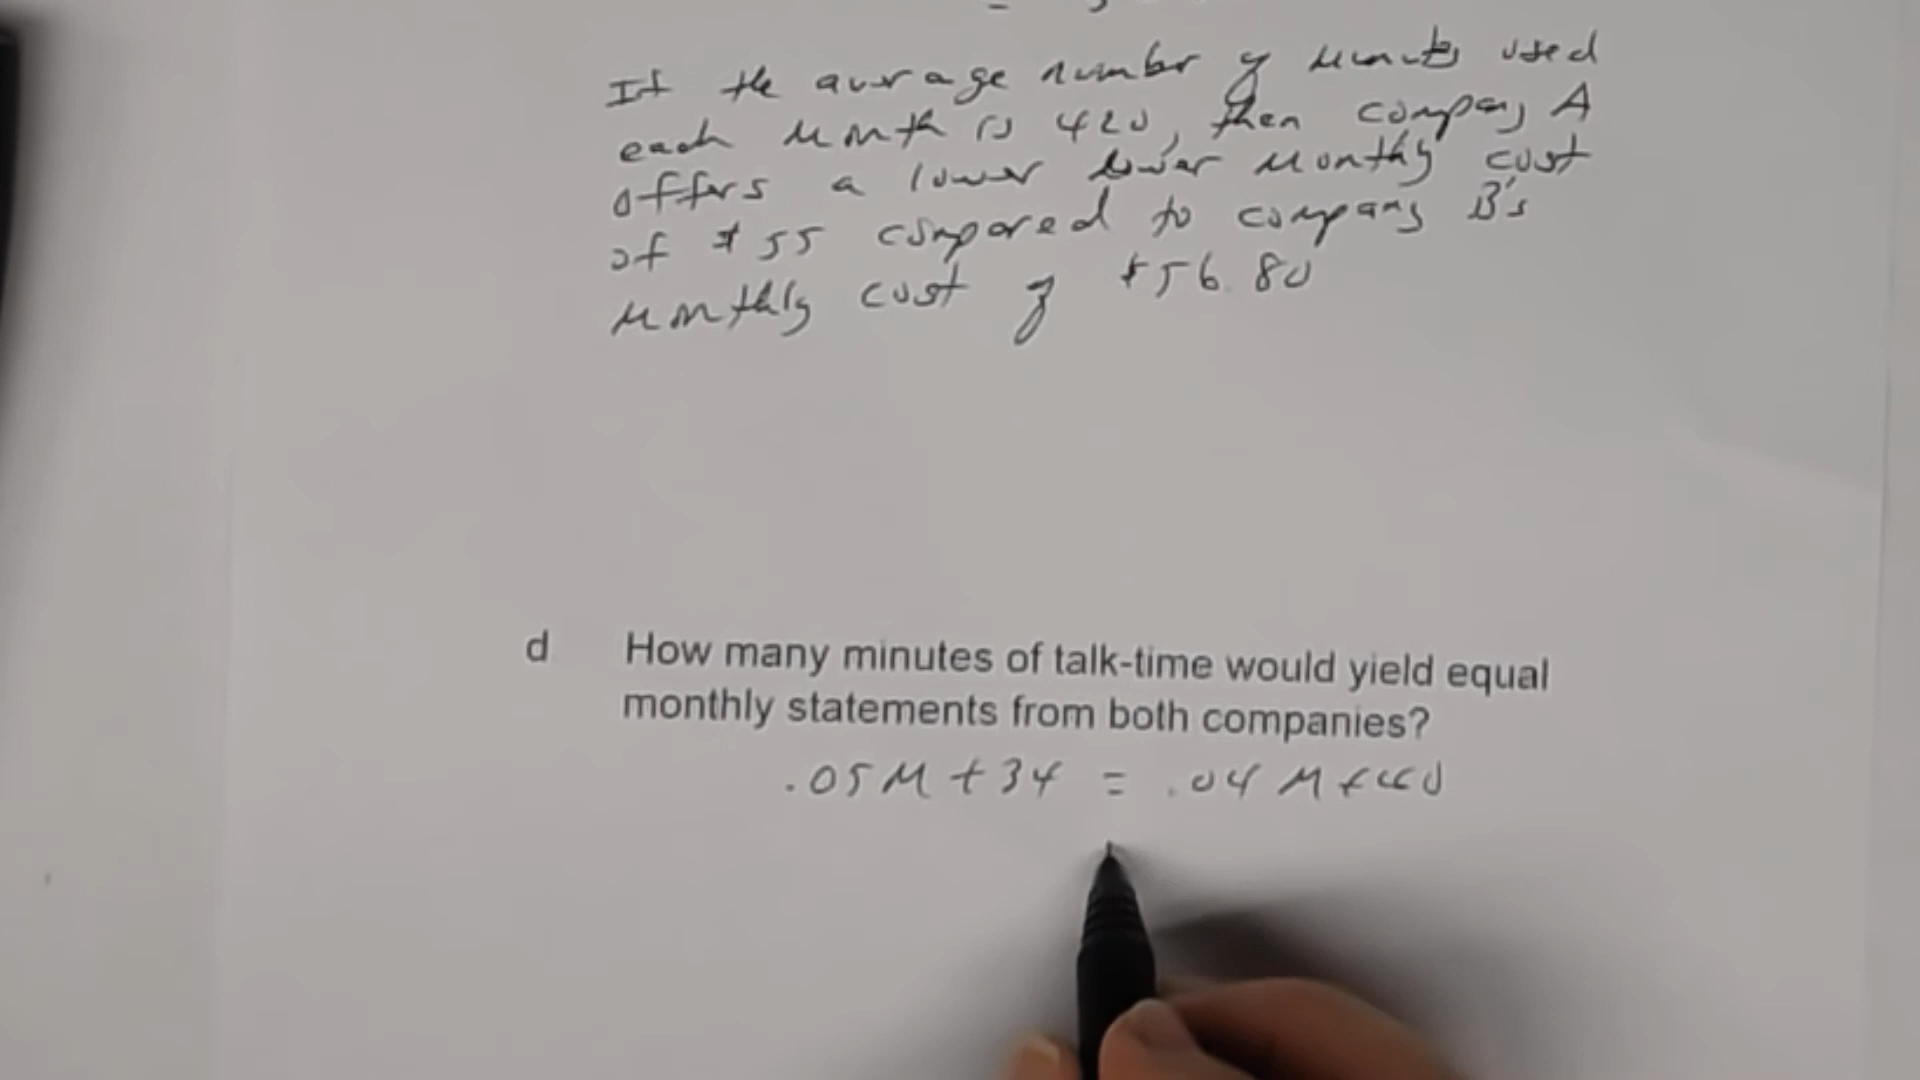 If the average number of minutes used
each month is 420, then company A
offers a lower lower monthly cost
of $55 compared to company B's
monthly cost of $56.80
d How many minutes of talk-time would yield equal
monthly statements from both companies?
.05M + 34 = .04M + 40